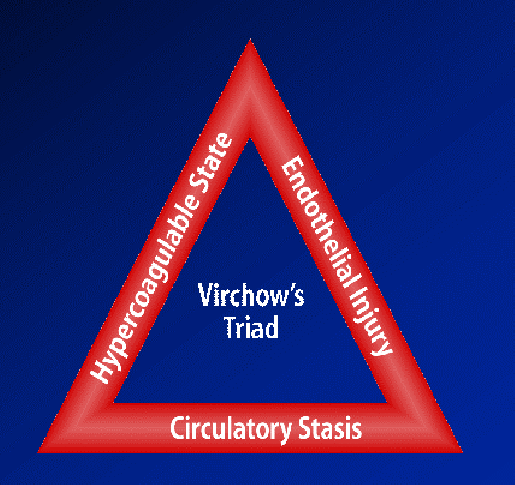 Hypercoagulable State
Endothelial Injury
Virchow's
Triad
Circulatory Stasis